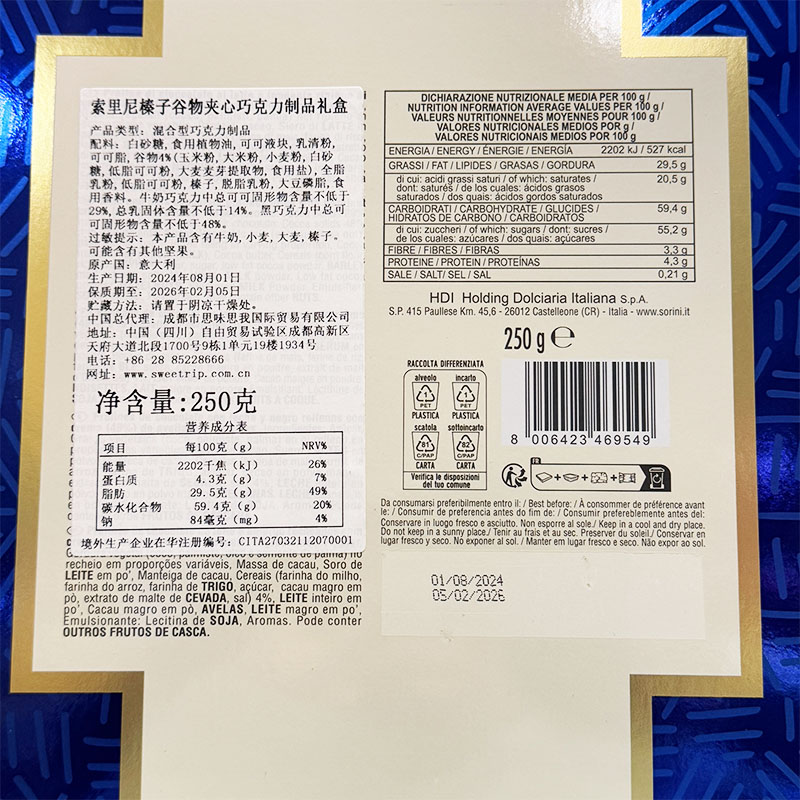 索里尼榛子谷物夹心巧克力制品礼盒
产品类型: 混合型巧克力制品
配料: 白砂糖, 食用植物油, 可可液块, 乳清粉,
可可脂, 谷物4%(玉米粉, 大米粉, 小麦粉, 白砂
糖, 低脂可可粉, 大麦麦芽提取物, 食用盐), 全脂
乳粉, 低脂可可粉, 榛子, 脱脂乳粉, 大豆磷脂, 食
用香料。牛奶巧克力中总可可固形物含量不低于
29%, 总乳固体含量不低于14%。黑巧克力中总可
可固形物含量不低于48%。
过敏提示: 本产品含有牛奶, 小麦, 大麦, 榛子。
可能含有其他坚果。
原产国: 意大利
生产日期: 2024年08月01日
保质期至: 2026年02月05日
贮藏方法: 请置于阴凉干燥处。
中国总代理: 成都市思味思我国际贸易有限公司
地址: 中国 (四川) 自由贸易试验区成都高新区
天府大道北段1700号9栋1单元19楼1934号
电话: +86 28 85228666
网址: www.sweetrip.com.cn
净含量:250克
营养成分表
项目 每100克 (g) NRV%
能量 2202千焦 (kJ) 26%
蛋白质 4.3克 (g) 7%
脂肪 29.5克 (g) 49%
碳水化合物 59.4克 (g) 20%
钠 84毫克 (mg) 4%
境外生产企业在华注册编号: CITA27032112070001
recheio em proporções variáveis, Massa de cacau, Soro de
LEITE em po', Manteiga de cacau, Cereais (farinha do milho,
farinha do arroz, farinha de TRIGO, açúcar, cacau magro em
pò, extrato de malte de CEVADA, sal) 4%, LEITE inteiro em
po', Cacau magro em pò, AVELAS, LEITE magro em po',
Emulsionante: Lecitina de SOJA, Aromas. Pode conter
OUTROS FRUTOS DE CASCA.
DICHIARAZIONE NUTRIZIONALE MEDIA PER 100 g /
NUTRITION INFORMATION AVERAGE VALUES PER 100 g /
VALEURS NUTRITIONNELLES MOYENNES POUR 100 g /
VALORES NUTRICIONALES MEDIOS POR g /
VALORES NUTRICIONAIS MEDIOS POR 100 g
ENERGIA / ENERGY / ÉNERGIE / ENERGÍA 2202 kJ / 527 kcal
GRASSI / FAT / LIPIDES / GRASAS / GORDURA 29,5 g
di cui: acidi grassi saturi / of which: saturates / 20,5 g
dont: saturés / de los cuales: ácidos grasos
saturados / dos quais: ácidos gordos saturados
CARBOIDRATI / CARBOHYDRATE / GLUCIDES / 59,4 g
HIDRATOS DE CARBONO / CARBOIDRATOS
di cui: zuccheri / of which: sugars / dont: sucres / 55,2 g
de los cuales: azúcares / dos quais: açúcares
FIBRE / FIBRES / FIBRAS 3,3 g
PROTEINE / PROTEIN / PROTEÍNAS 4,3 g
SALE / SALT/ SEL / SAL 0,21 g
HDI Holding Dolciaria Italiana S.p.A.
S.P. 415 Paullese Km. 45,6 - 26012 Castelleone (CR) - Italia - www.sorini.it
250 g ℮
RACCOLTA DIFFERENZIATA
alveolo incarto
1 1
PET PET
PLASTICA PLASTICA
scatola sottoincarto
81 82
C/PAP C/PAP
CARTA CARTA
Verifica le disposizioni
del tuo comune
8 006423 469549
FR
Da consumarsi preferibilmente entro il: / Best before: / À consommer de préférence avant
le: / Consumir de preferencia antes do fim de: / Consumir prefereblemente antes del:
Conservare in luogo fresco e asciutto. Non esporre al sole./ Keep in a cool and dry place.
Do not keep in a sunny place./ Tenir au frais et au sec. Preserver du soleil./ Conservar en
lugar fresco y seco. No exponer al sol. / Manter em lugar fresco e seco. Não expor ao sol.
01/08/2024
05/02/2026